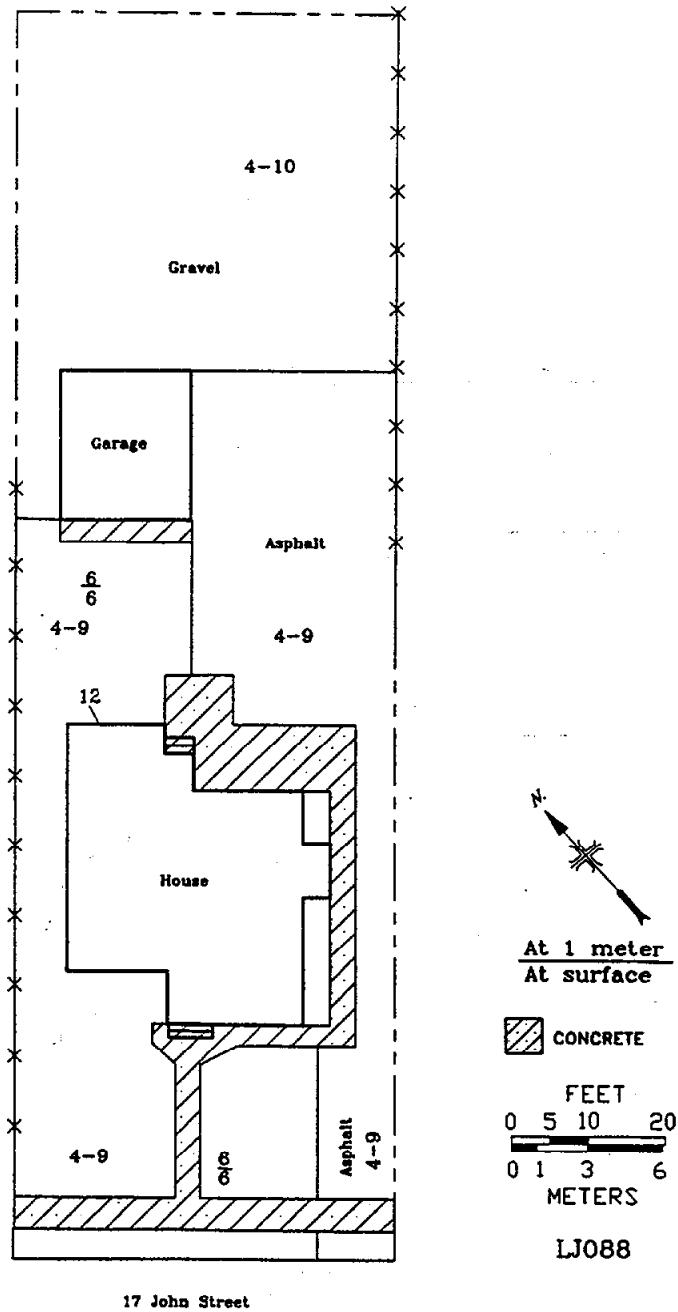 4-10
Gravel
Garage
Asphalt
6
6
4-9
4-9
12
House
N.
At 1 meter
At surface
CONCRETE
FEET
0 5 10 20
0 1 3 6
METERS
4-9
6
6
Asphalt
4-9
LJ088
17 John Street